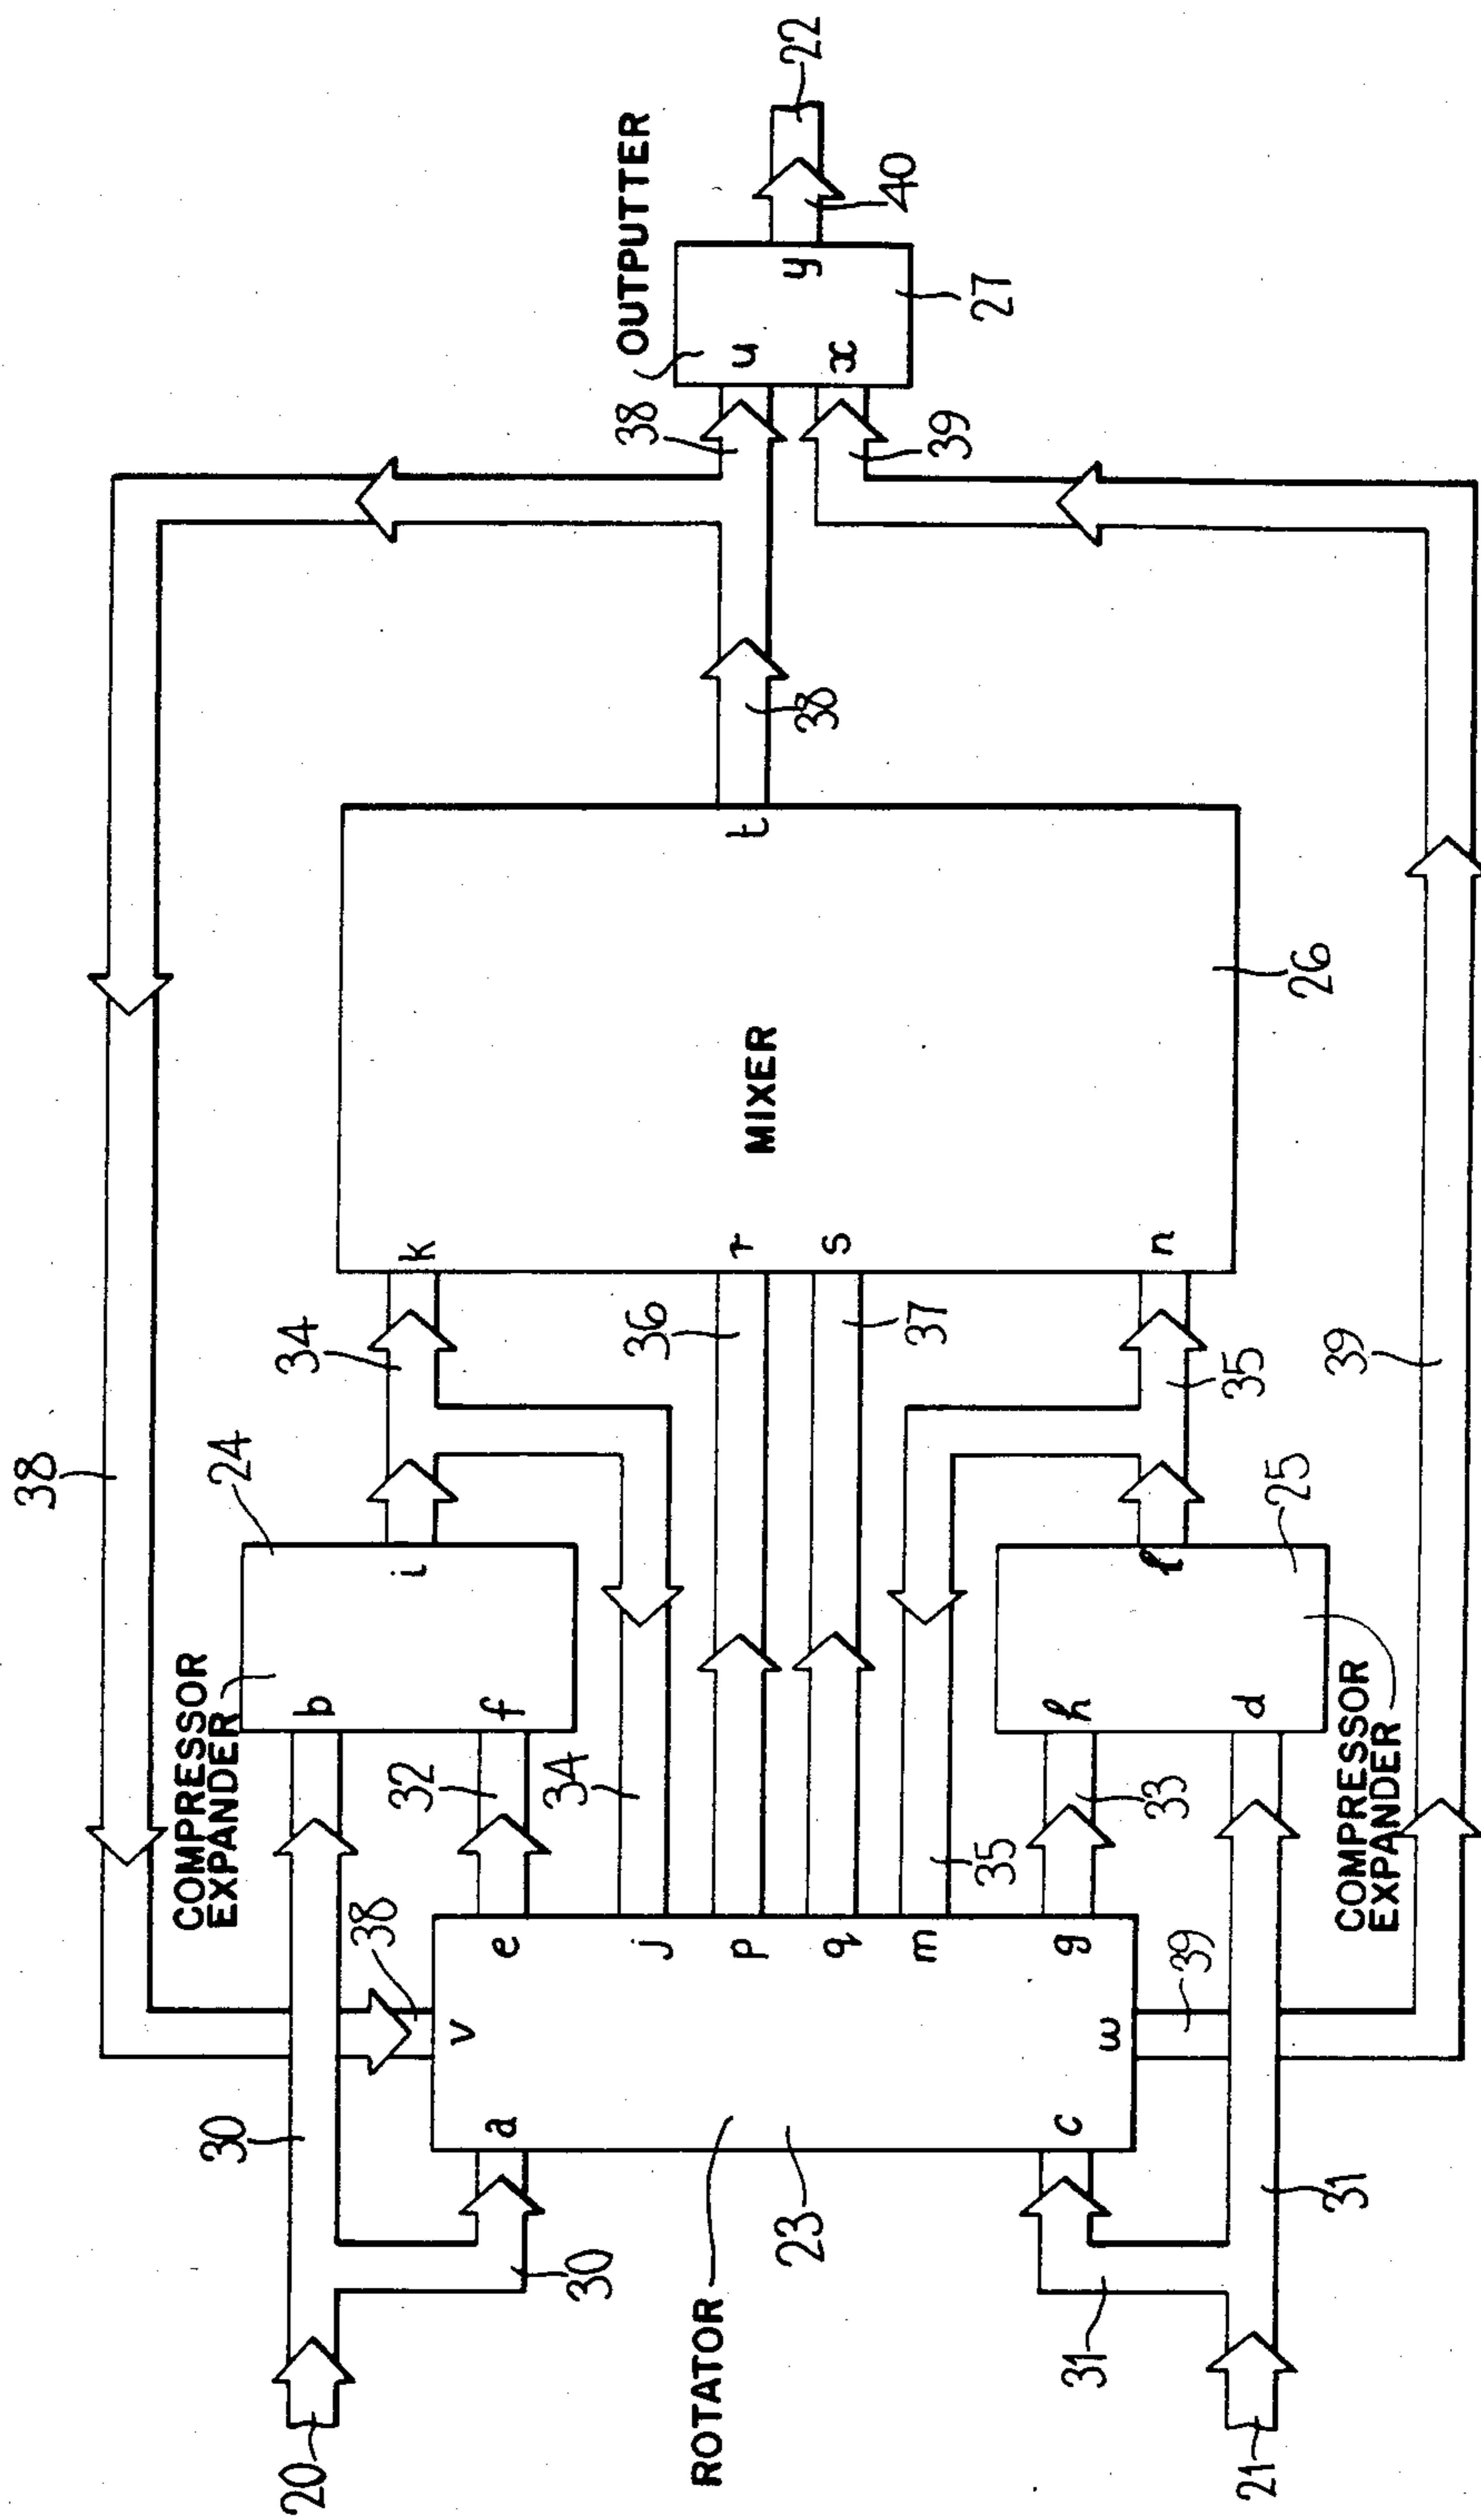 38
39
COMPRESSOR
EXPANDER
24
34
38
OUTPUTTER
22
30
b
i
k
38
u
y
40
20
38
32
f
34
36
MIXER
t
x
27
30
a
v
e
j
r
39
ROTATOR
23
p
s
q
37
m
35
26
31
c
w
g
33
h
l
n
35
21
31
39
d
25
COMPRESSOR
EXPANDER